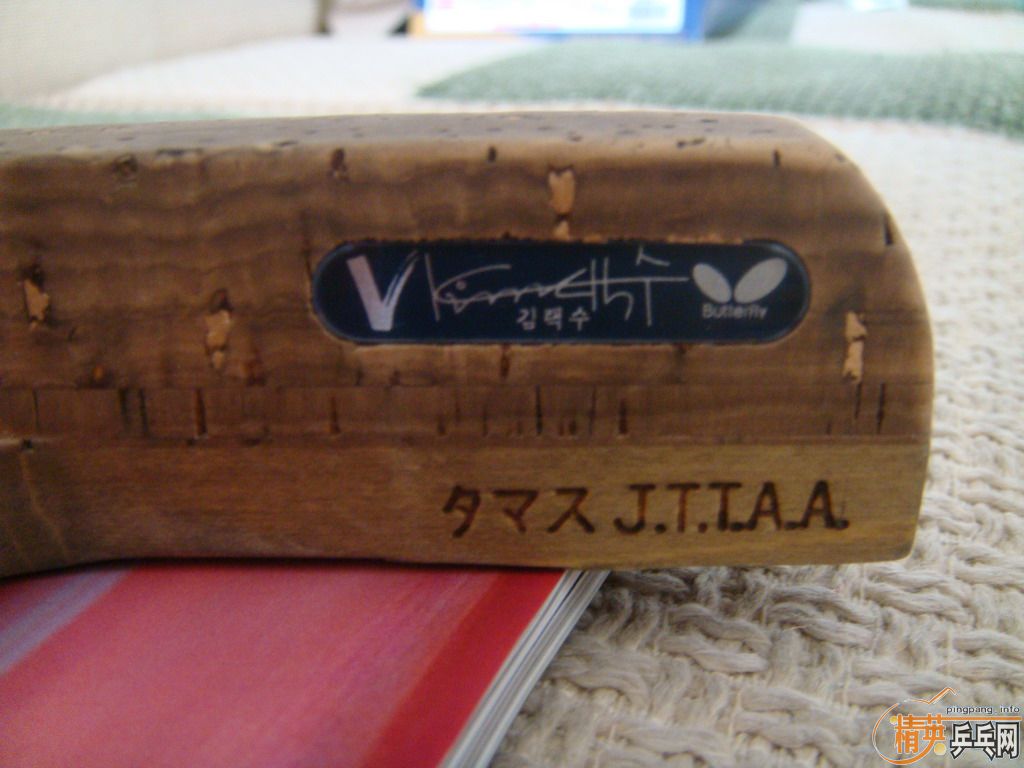 V
김택수
Butterfly
タマス J.T.T.A.A.
pingpang.info
精英乒乓网